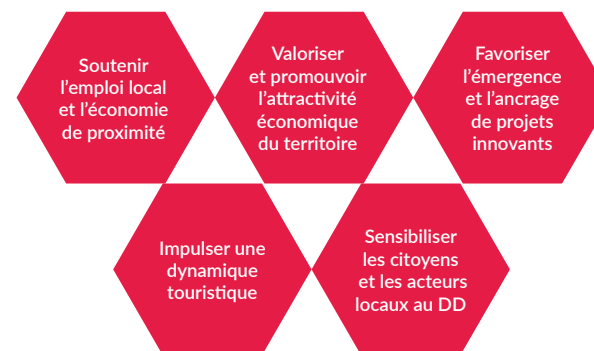 Soutenir
l'emploi local
et l'économie
de proximité
Valoriser
et promouvoir
l'attractivité
économique
du territoire
Favoriser
l'émergence
et l'ancrage
de projets
innovants
Impulser une
dynamique
touristique
Sensibiliser
les citoyens
et les acteurs
locaux au DD